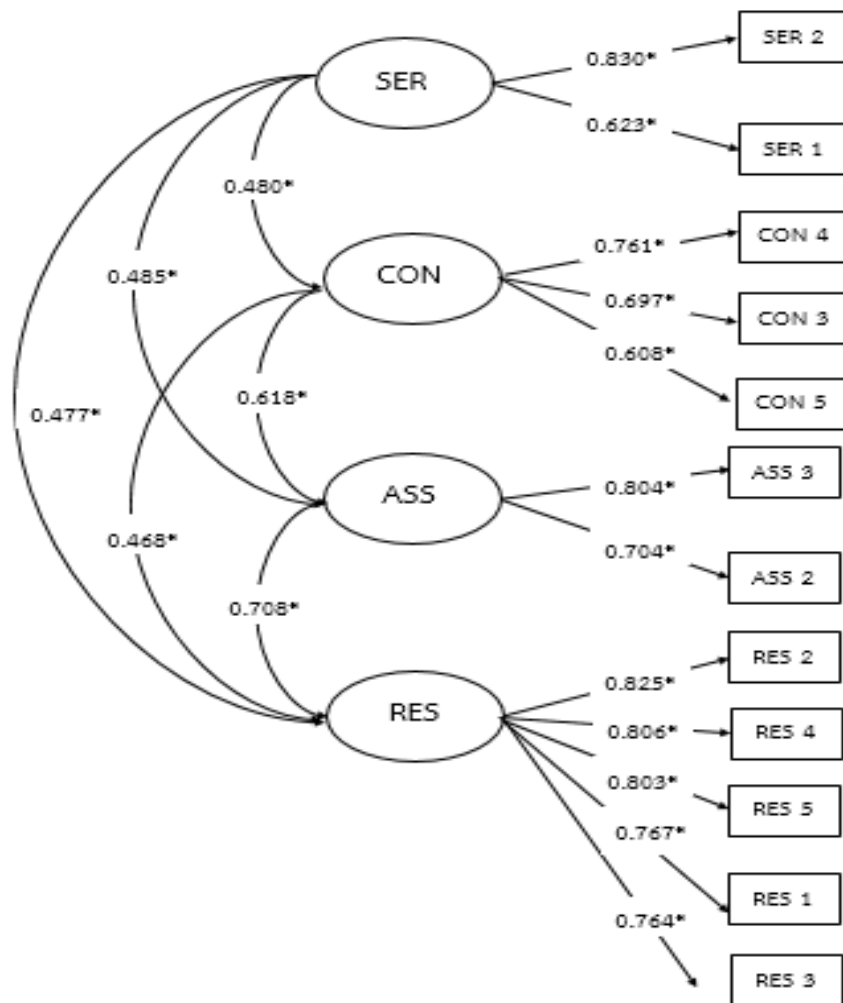 SER 2
0.830*
SER
0.623*
SER 1
0.480*
CON 4
0.761*
CON
0.485*
0.697*
CON 3
0.608*
0.618*
CON 5
0.477*
ASS 3
0.804*
ASS
0.468*
0.704*
ASS 2
0.708*
RES 2
0.825*
RES
0.806*
RES 4
0.803*
RES 5
0.767*
RES 1
0.764*
RES 3